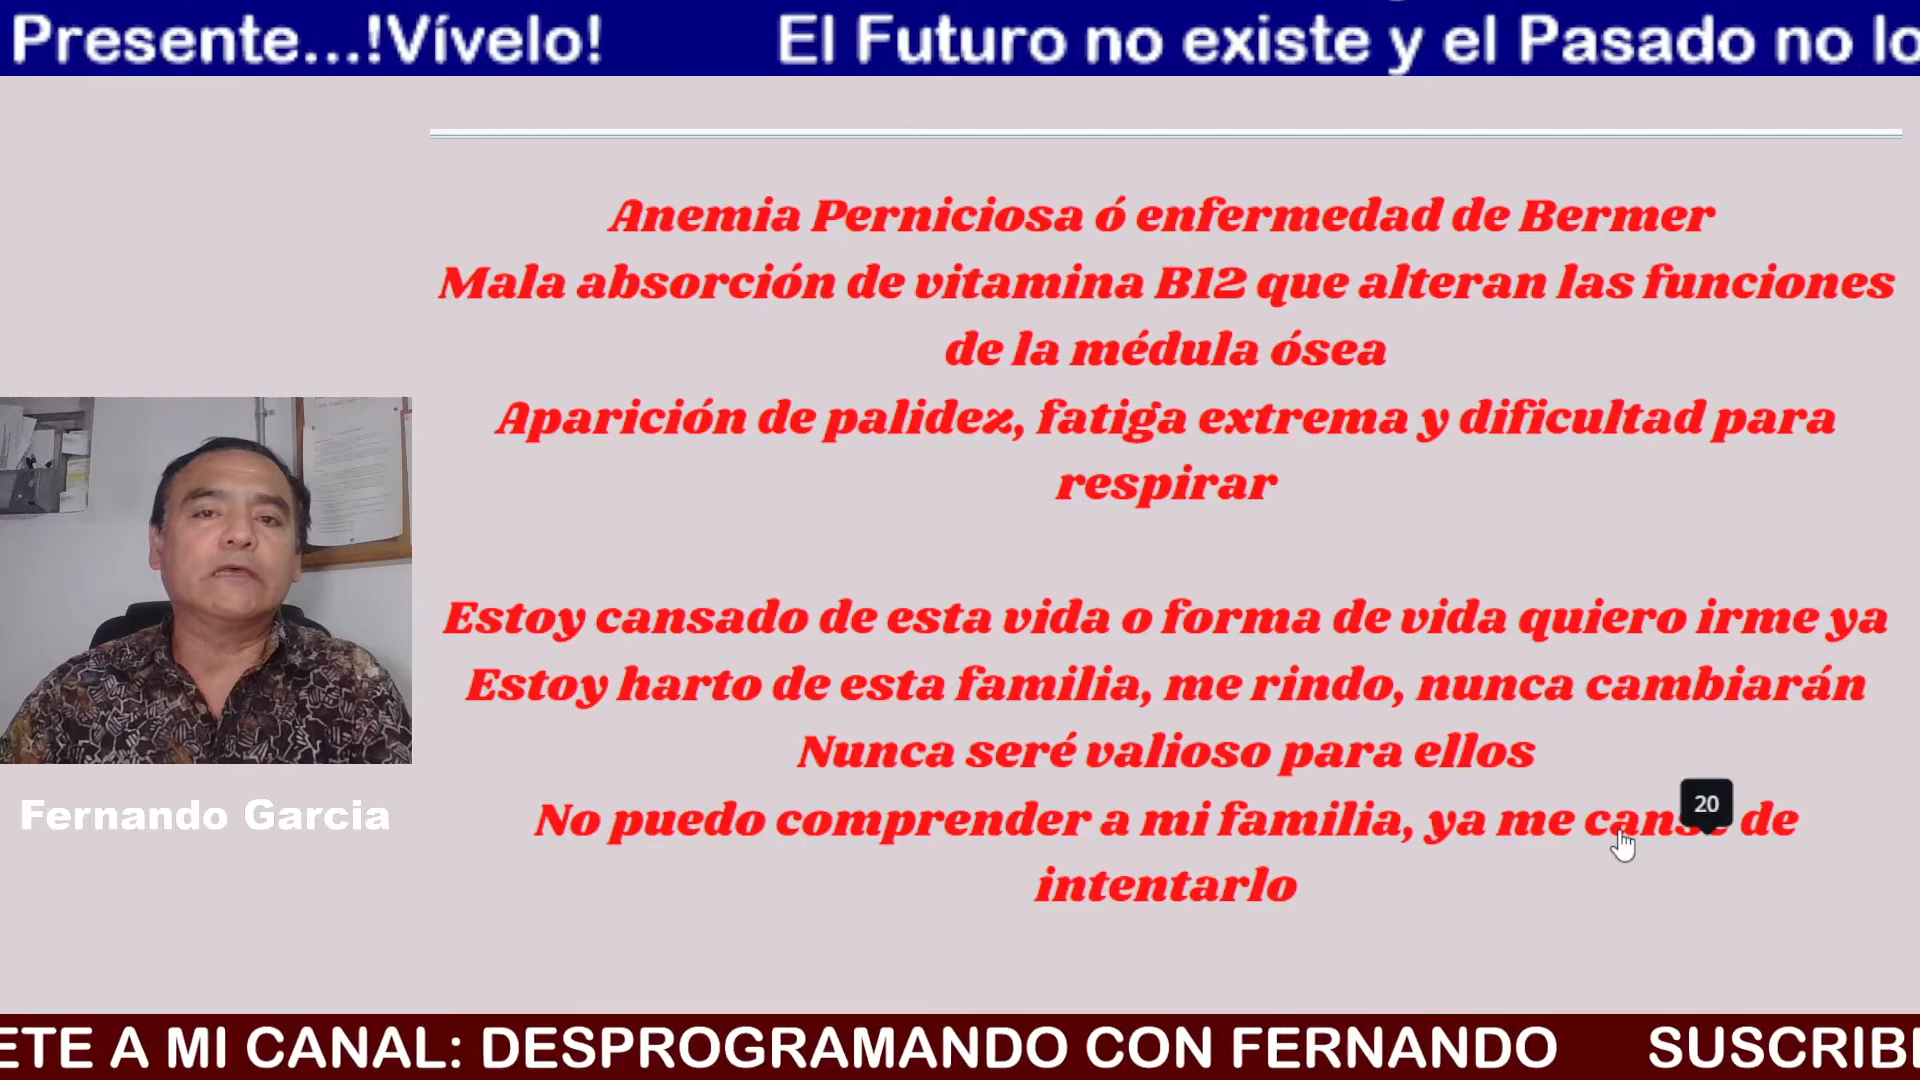 Presente...!Vívelo! El Futuro no existe y el Pasado no lo
Anemia Perniciosa ó enfermedad de Bermer
Mala absorción de vitamina B12 que alteran las funciones
de la médula ósea
Aparición de palidez, fatiga extrema y dificultad para
respirar
Estoy cansado de esta vida o forma de vida quiero irme ya
Estoy harto de esta familia, me rindo, nunca cambiarán
Nunca seré valioso para ellos
20
No puedo comprender a mi familia, ya me canse de
intentarlo
Fernando Garcia
ETE A MI CANAL: DESPROGRAMANDO CON FERNANDO SUSCRIB